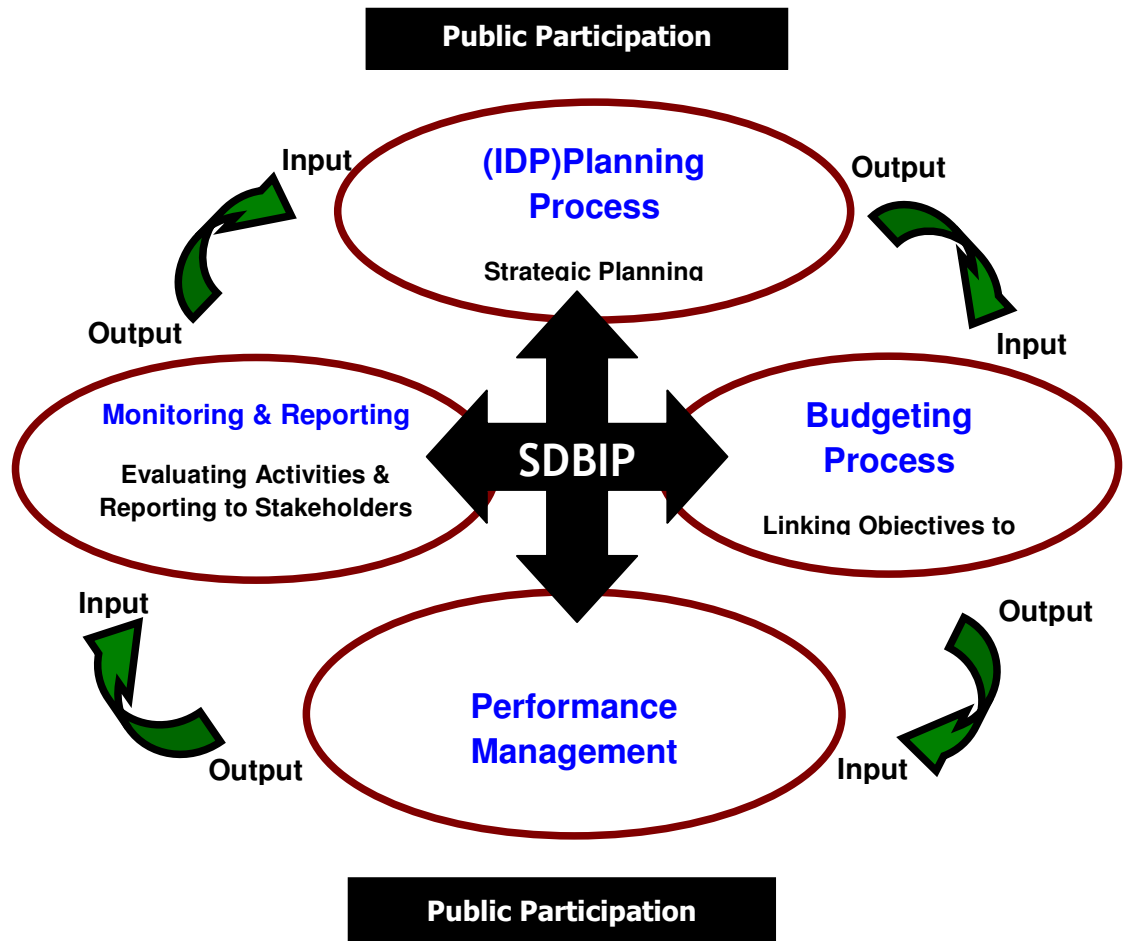 Public Participation
Input
(IDP)Planning
Process
Output
Strategic Planning
Output
Input
Monitoring & Reporting
Evaluating Activities &
Reporting to Stakeholders
SDBIP
Budgeting
Process
Linking Objectives to
Input
Output
Performance
Management
Output
Input
Public Participation